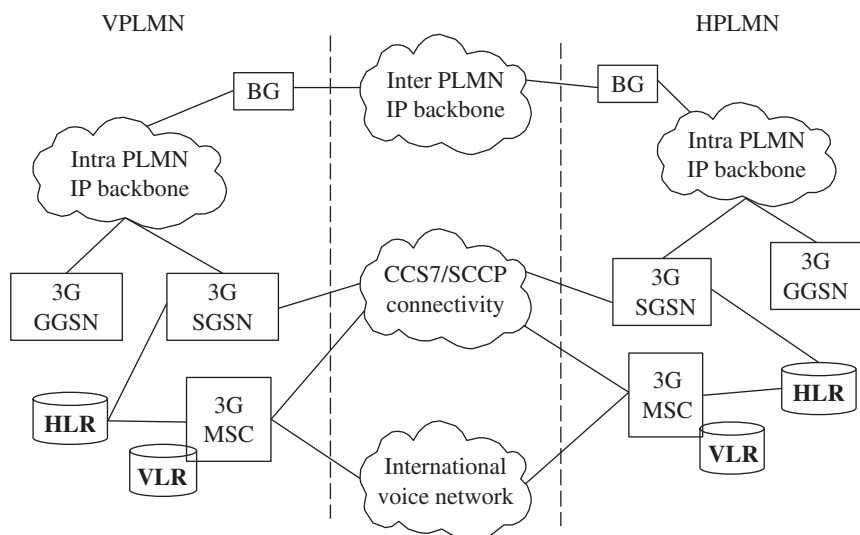 VPLMN
HPLMN
BG
Inter PLMN
IP backbone
BG
Intra PLMN
IP backbone
Intra PLMN
IP backbone
3G
GGSN
3G
SGSN
CCS7/SCCP
connectivity
3G
SGSN
3G
GGSN
HLR
3G
MSC
VLR
International
voice network
3G
MSC
VLR
HLR